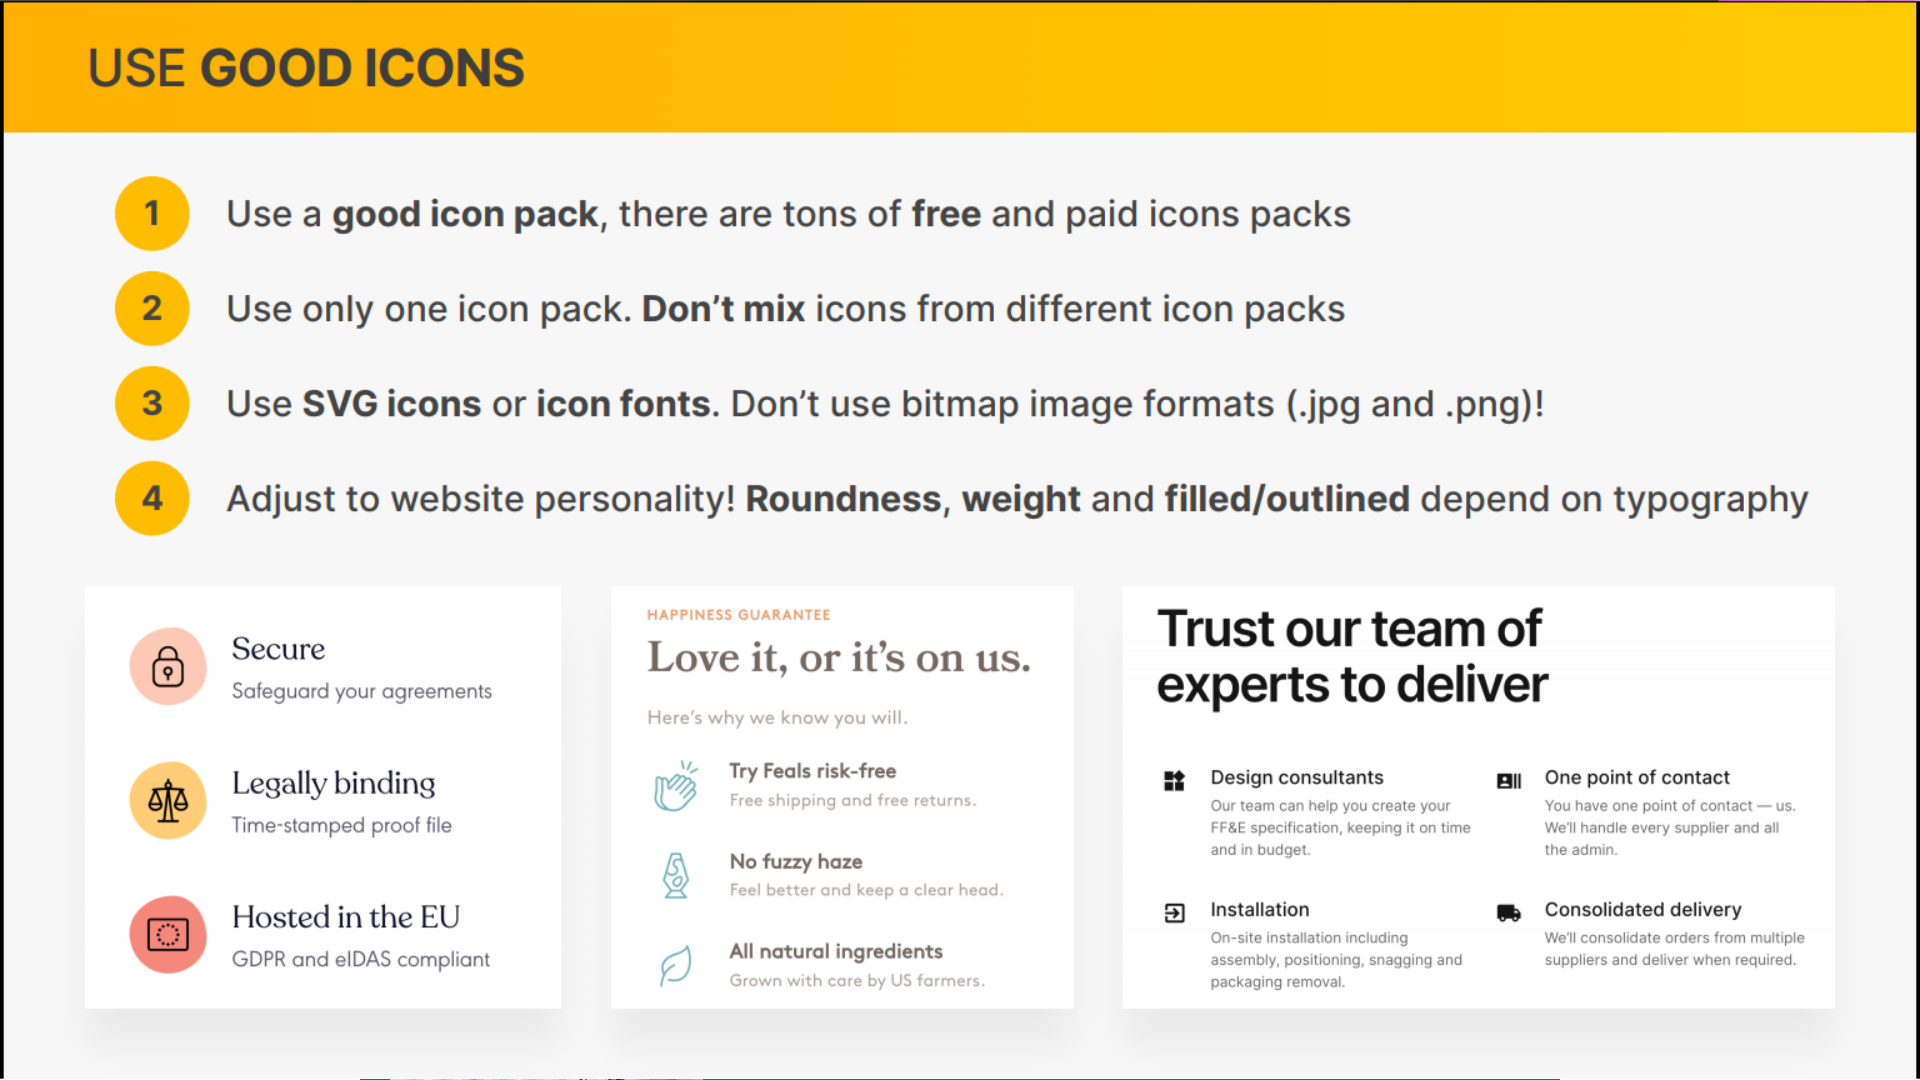 USE GOOD ICONS
1 Use a good icon pack, there are tons of free and paid icons packs
2 Use only one icon pack. Don’t mix icons from different icon packs
3 Use SVG icons or icon fonts. Don’t use bitmap image formats (.jpg and .png)!
4 Adjust to website personality! Roundness, weight and filled/outlined depend on typography
Secure
Safeguard your agreements
Legally binding
Time-stamped proof file
Hosted in the EU
GDPR and eIDAS compliant
HAPPINESS GUARANTEE
Love it, or it’s on us.
Here’s why we know you will.
Try Feals risk-free
Free shipping and free returns.
No fuzzy haze
Feel better and keep a clear head.
All natural ingredients
Grown with care by US farmers.
Trust our team of
experts to deliver
Design consultants
Our team can help you create your
FF&E specification, keeping it on time
and in budget.
One point of contact
You have one point of contact — us.
We’ll handle every supplier and all
the admin.
Installation
On-site installation including
assembly, positioning, snagging and
packaging removal.
Consolidated delivery
We’ll consolidate orders from multiple
suppliers and deliver when required.